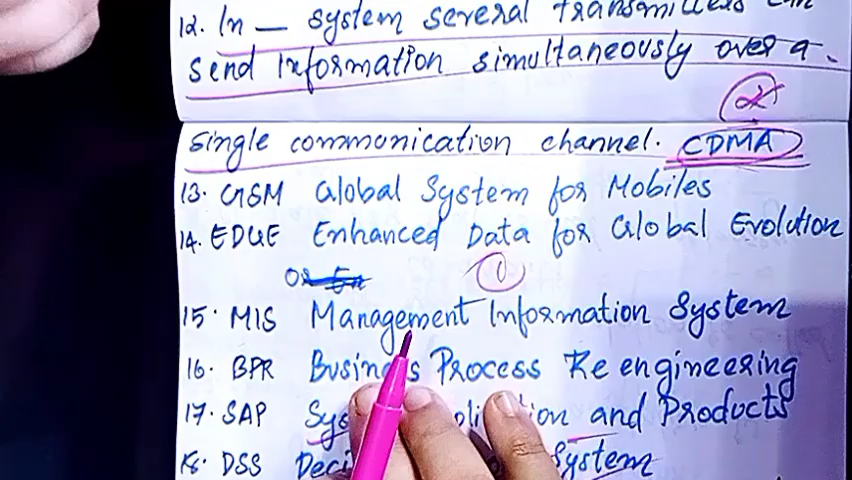 12. In — system several transmitters can
send Information simultaneously over a
single communication channel. CDMA
13. GSM Global System for Mobiles
14. EDGE Enhanced Data for Global Evolution
15. MIS Management Information System
16. BPR Business Process Re engineering
17. SAP and Products
18. DSS System